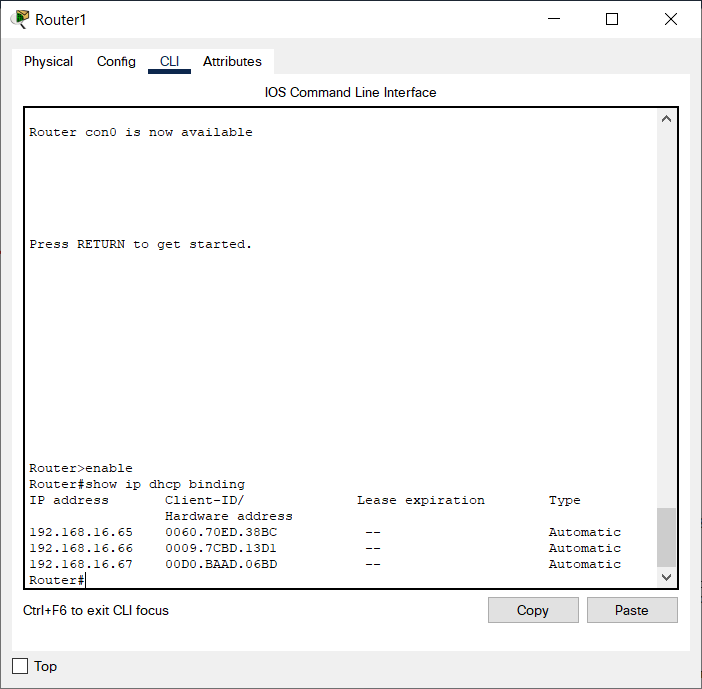 Router1
Physical Config CLI Attributes
IOS Command Line Interface
Router con0 is now available
Press RETURN to get started.
Router>enable
Router#show ip dhcp binding
IP address       Client-ID/              Lease expiration        Type
                 Hardware address
192.168.16.65    0060.70ED.38BC           --                     Automatic
192.168.16.66    0009.7CBD.13D1           --                     Automatic
192.168.16.67    00D0.BAAD.06BD           --                     Automatic
Router#
Ctrl+F6 to exit CLI focus Copy Paste
Top